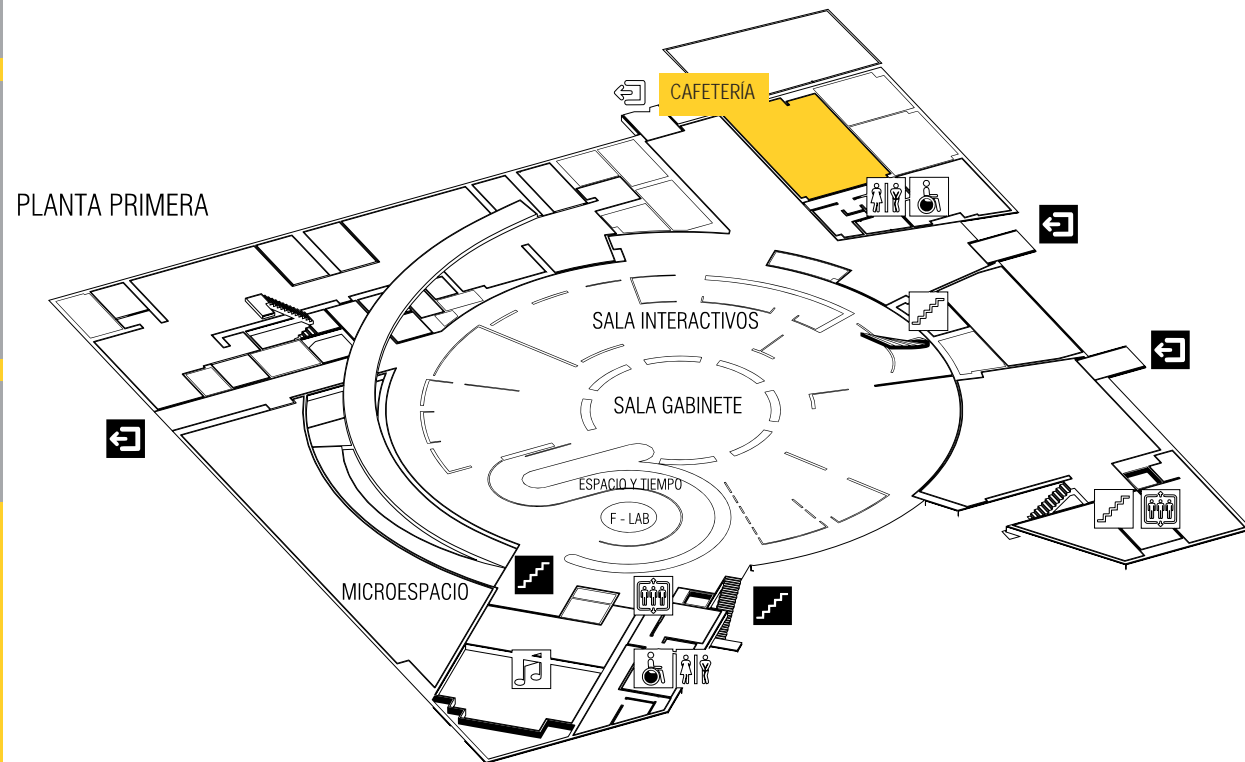 CAFETERÍA
PLANTA PRIMERA
SALA INTERACTIVOS
SALA GABINETE
ESPACIO Y TIEMPO
F - LAB
MICROESPACIO